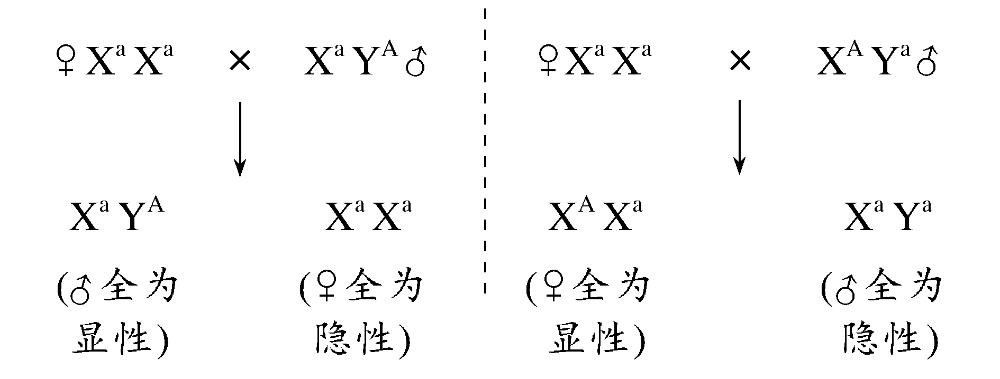 ♀XᵃXᵃ × XᵃYᴬ♂ ♀XᵃXᵃ × XᴬYᵃ♂
XᵃYᴬ XᵃXᵃ XᴬXᵃ XᵃYᵃ
(♂全为 (♀全为 (♀全为 (♂全为
显性) 隐性) 显性) 隐性)